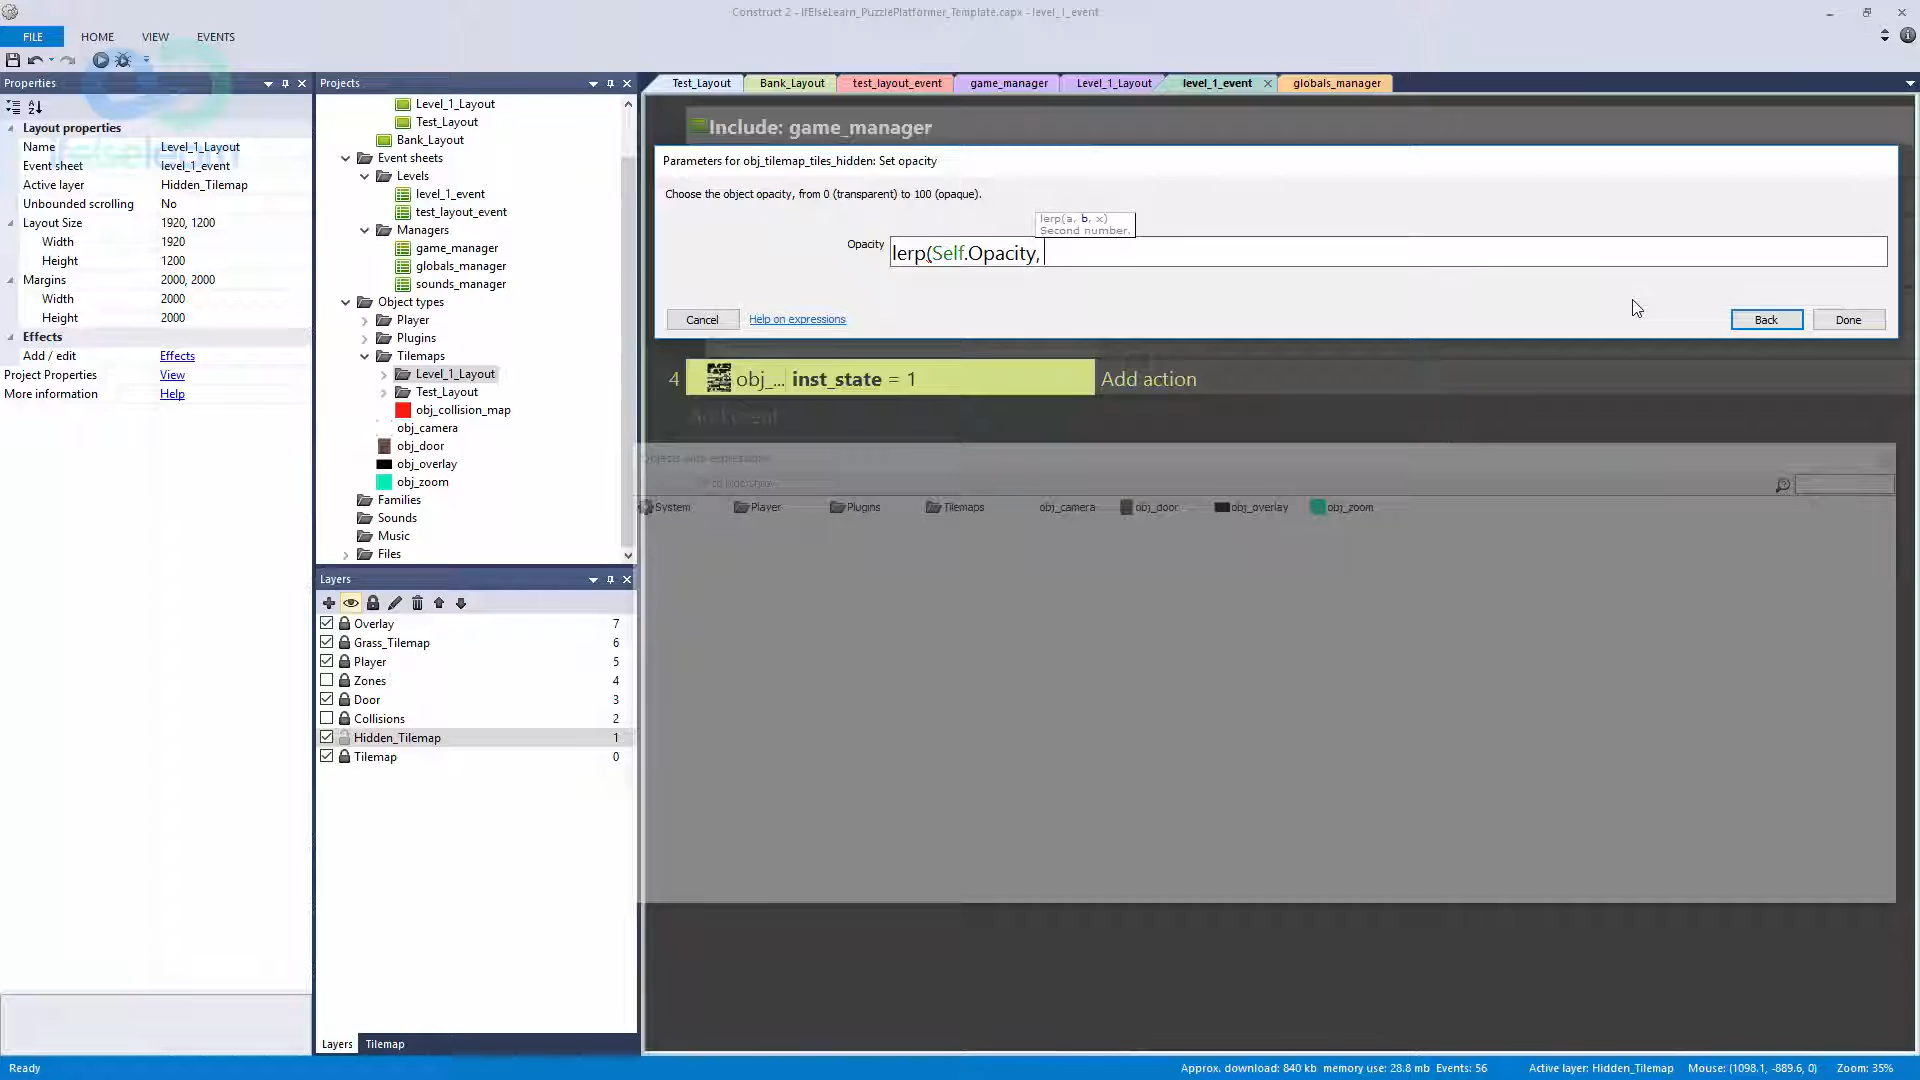 Construct 2 - IfElseLearn_PuzzlePlatformer_Template.capx - level_1_event
FILE
HOME
VIEW
EVENTS
Properties
Layout properties
Name
Level_1_Layout
Event sheet
level_1_event
Active layer
Hidden_Tilemap
Unbounded scrolling
No
Layout Size
1920, 1200
Width
1920
Height
1200
Margins
2000, 2000
Width
2000
Height
2000
Effects
Add / edit
Effects
Project Properties
View
More information
Help
Projects
Level_1_Layout
Test_Layout
Bank_Layout
Event sheets
Levels
level_1_event
test_layout_event
Managers
game_manager
globals_manager
sounds_manager
Object types
Player
Plugins
Tilemaps
Level_1_Layout
Test_Layout
obj_collision_map
obj_camera
obj_door
obj_overlay
obj_zoom
Families
Sounds
Music
Files
Layers
Overlay 7
Grass_Tilemap 6
Player 5
Zones 4
Door 3
Collisions 2
Hidden_Tilemap 1
Tilemap 0
Layers
Tilemap
Test_Layout
Bank_Layout
test_layout_event
game_manager
Level_1_Layout
level_1_event
globals_manager
Include: game_manager
Parameters for obj_tilemap_tiles_hidden: Set opacity
Choose the object opacity, from 0 (transparent) to 100 (opaque).
lerp(a, b, x)
Second number.
Opacity
lerp(Self.Opacity,
Cancel
Help on expressions
Back
Done
4
obj_...
inst_state = 1
Add action
Add event
System
Player
Plugins
Tilemaps
obj_camera
obj_door
obj_overlay
obj_zoom
Ready
Approx. download: 840 kb
memory use: 28.8 mb
Events: 56
Active layer: Hidden_Tilemap
Mouse: (1098.1, -889.6, 0)
Zoom: 35%